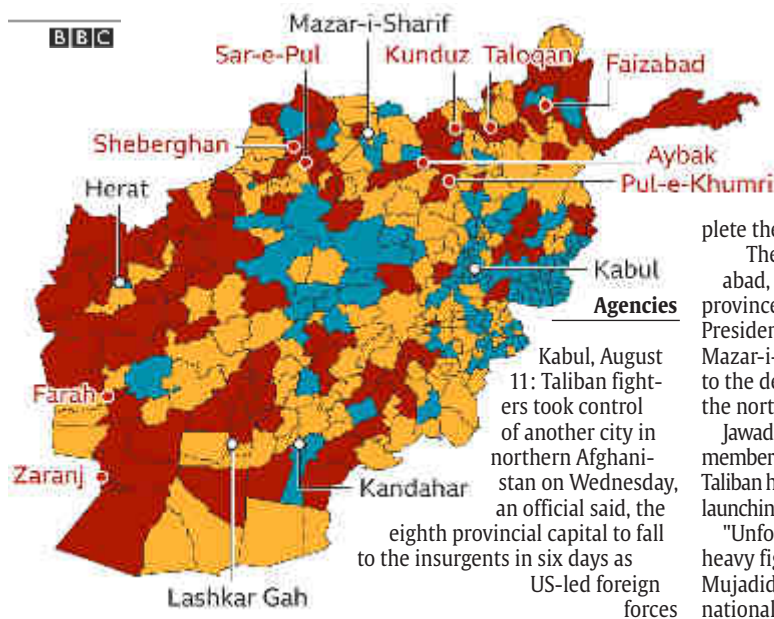 BBC
Mazar-i-Sharif
Sar-e-Pul
Kunduz
Taloqan
Faizabad
Sheberghan
Aybak
Pul-e-Khumri
Herat
Kabul
Farah
Zaranj
Kandahar
Lashkar Gah
Agencies
Kabul, August
11: Taliban fight-
ers took control
of another city in
northern Afghani-
stan on Wednesday,
an official said, the
eighth provincial capital to fall
to the insurgents in six days as
US-led foreign
forces
plete the
The
abad,
province
President
Mazar-i-
to the de
the nort
Jawad
member
Taliban h
launchin
"Unfo
heavy fig
Mujadid
national